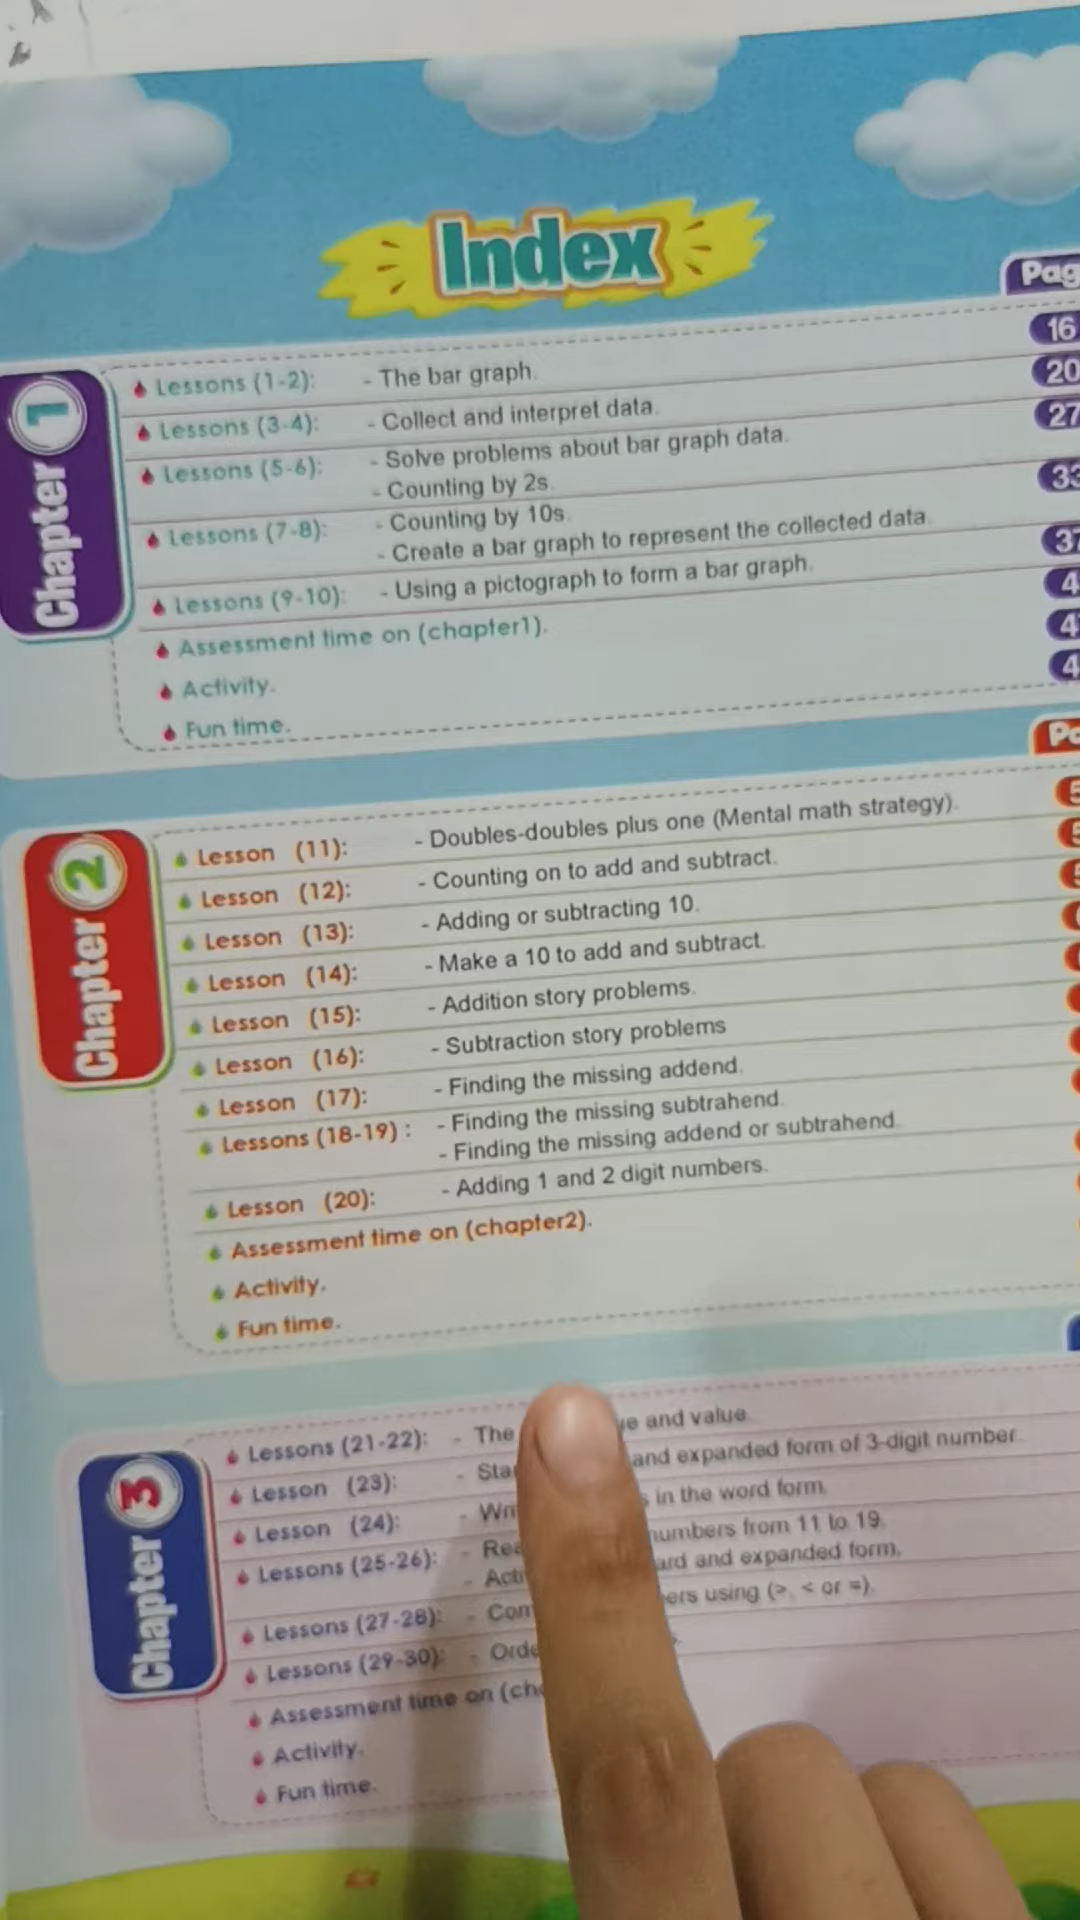 Index
Pag
Chapter 1
Lessons (1-2): - The bar graph. 16
Lessons (3-4): - Collect and interpret data. 20
Lessons (5-6): - Solve problems about bar graph data. 27
- Counting by 2s.
Lessons (7-8): - Counting by 10s. 33
- Create a bar graph to represent the collected data.
Lessons (9-10): - Using a pictograph to form a bar graph. 37
Assessment time on (chapter1). 4
Activity. 4
Fun time. 4
Chapter 2
Lesson (11): - Doubles-doubles plus one (Mental math strategy). 5
Lesson (12): - Counting on to add and subtract. 5
Lesson (13): - Adding or subtracting 10. 5
Lesson (14): - Make a 10 to add and subtract.
Lesson (15): - Addition story problems.
Lesson (16): - Subtraction story problems
Lesson (17): - Finding the missing addend.
Lessons (18-19) : - Finding the missing subtrahend.
- Finding the missing addend or subtrahend.
Lesson (20): - Adding 1 and 2 digit numbers.
Assessment time on (chapter2).
Activity.
Fun time.
Chapter 3
Lessons (21-22): - The and value.
Lesson (23): - and expanded form of 3-digit number.
Lesson (24): - in the word form.
Lessons (25-26): - numbers from 11 to 19.
- and expanded form.
Lessons (27-28): - using (>, < or =).
Lessons (29-30): -
Assessment time on
Activity.
Fun time.